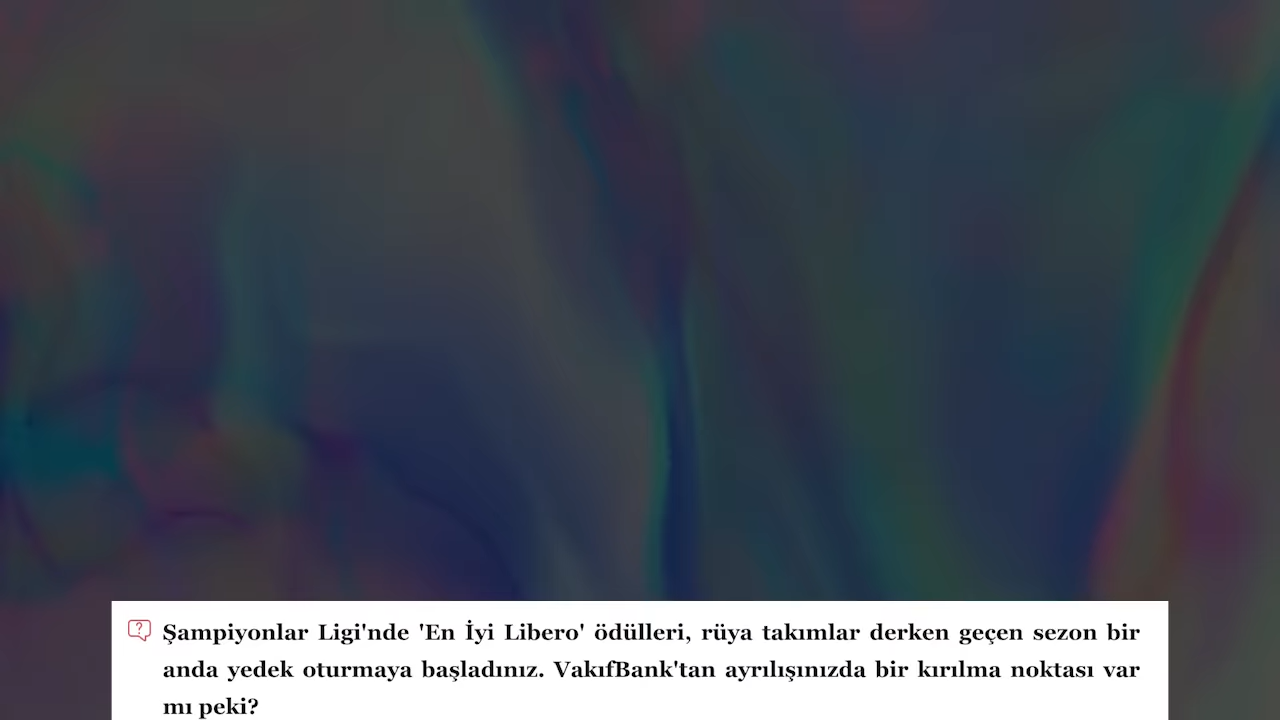 Şampiyonlar Ligi'nde 'En İyi Libero' ödülleri, rüya takımlar derken geçen sezon bir
anda yedek oturmaya başladınız. VakıfBank'tan ayrılışınızda bir kırılma noktası var
mı peki?